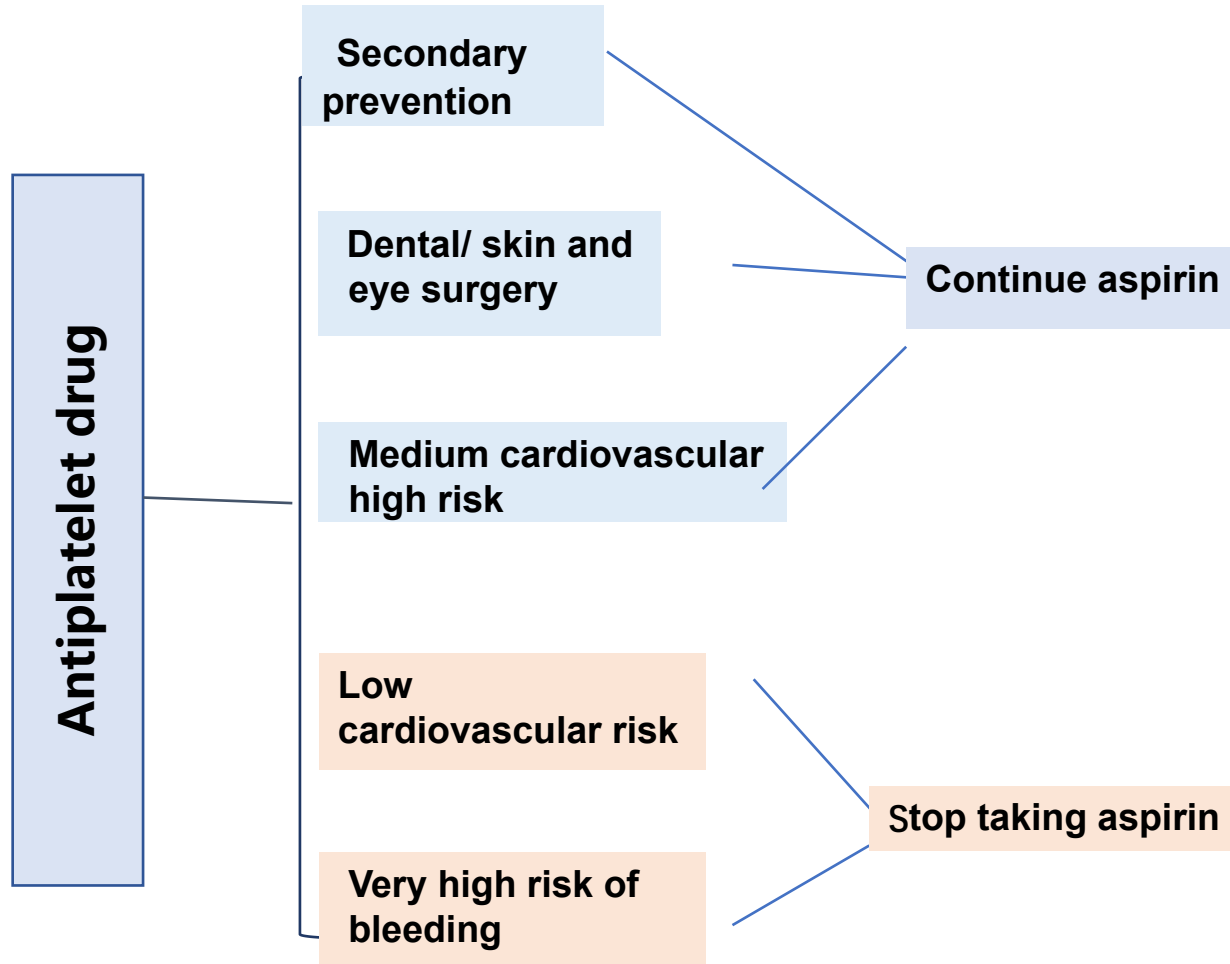 Antiplatelet drug
Secondary
prevention
Dental/ skin and
eye surgery
Medium cardiovascular
high risk
Low
cardiovascular risk
Very high risk of
bleeding
Continue aspirin
Stop taking aspirin